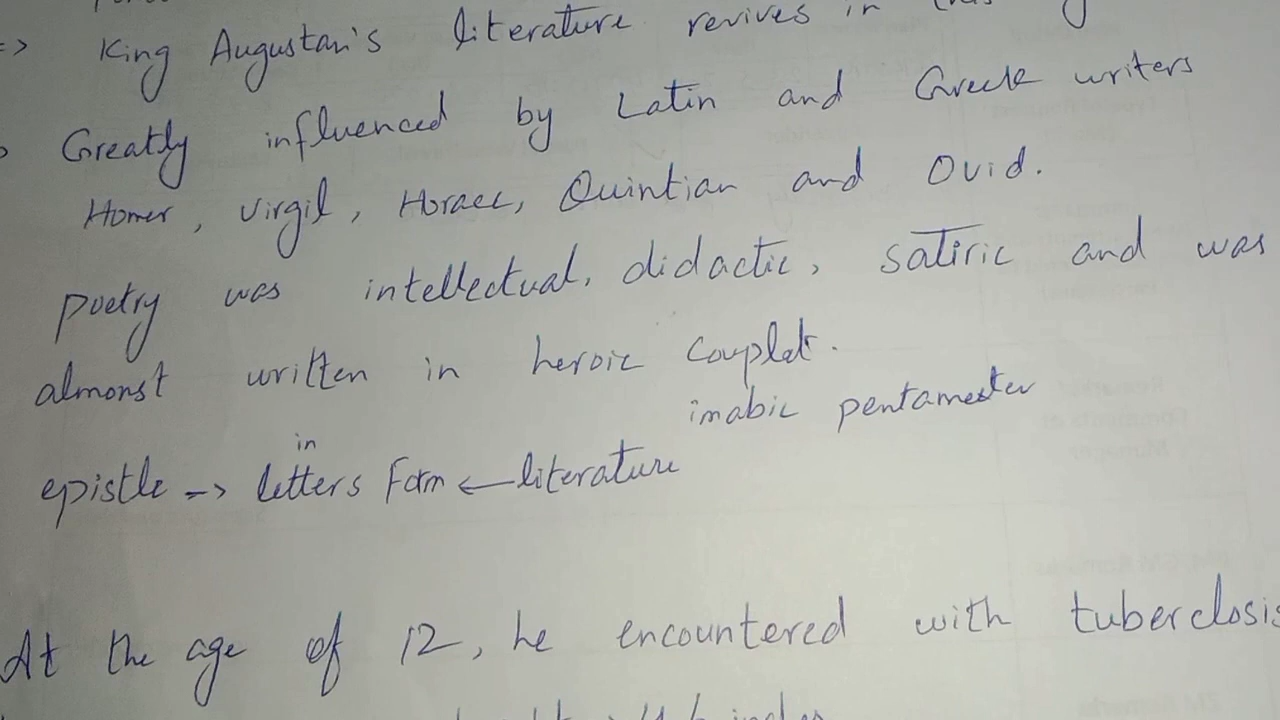 => King Augustan's literature revives in this
Greatly influenced by Latin and Greek writers
Homer, Virgil, Horace, Quintian and Ovid.
poetry was intellectual, didactic, satiric and was
almonst written in heroic couplet.
imabic pentamester
in
epistle -> letters Form <- literature
At the age of 12, he encountered with tuberclosis